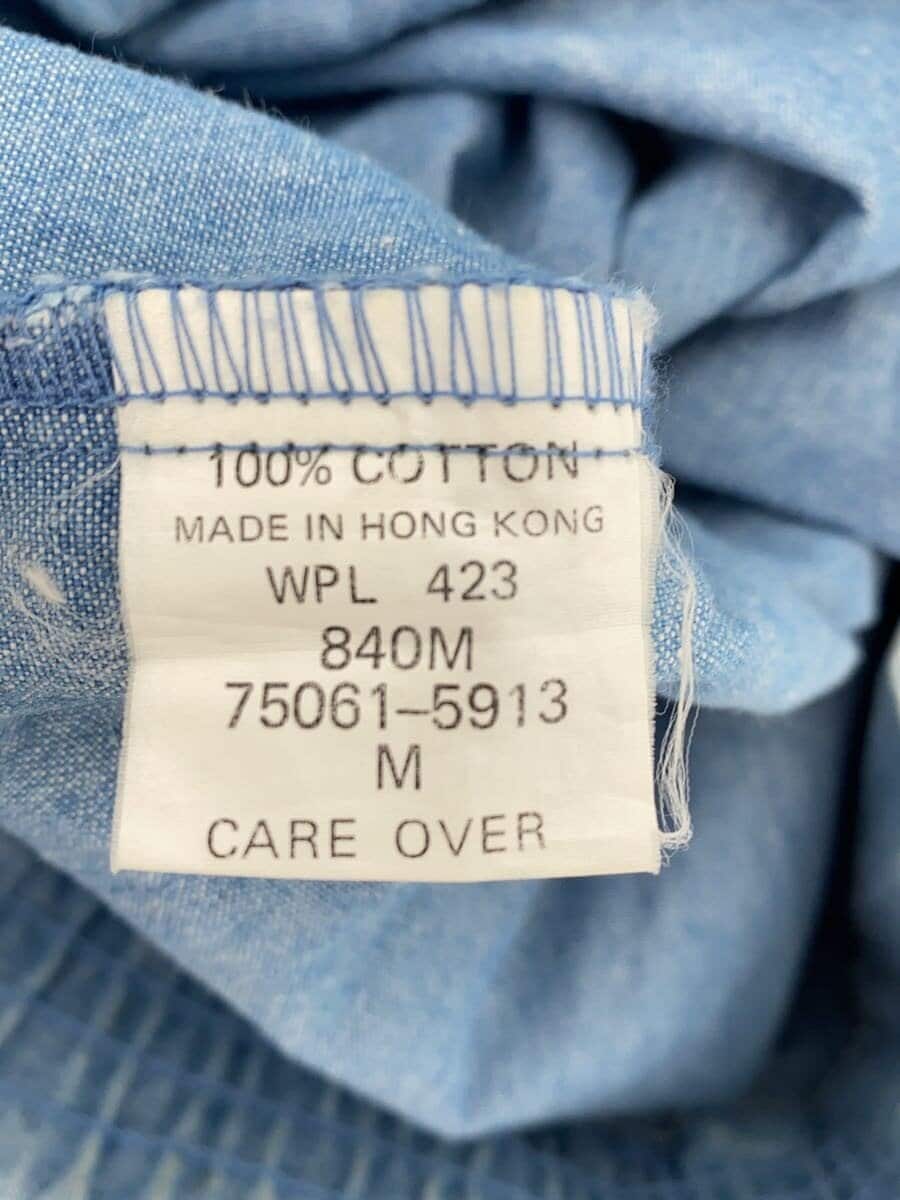 100% COTTON
MADE IN HONG KONG
WPL 423
840M
75061-5913
M
CARE OVER